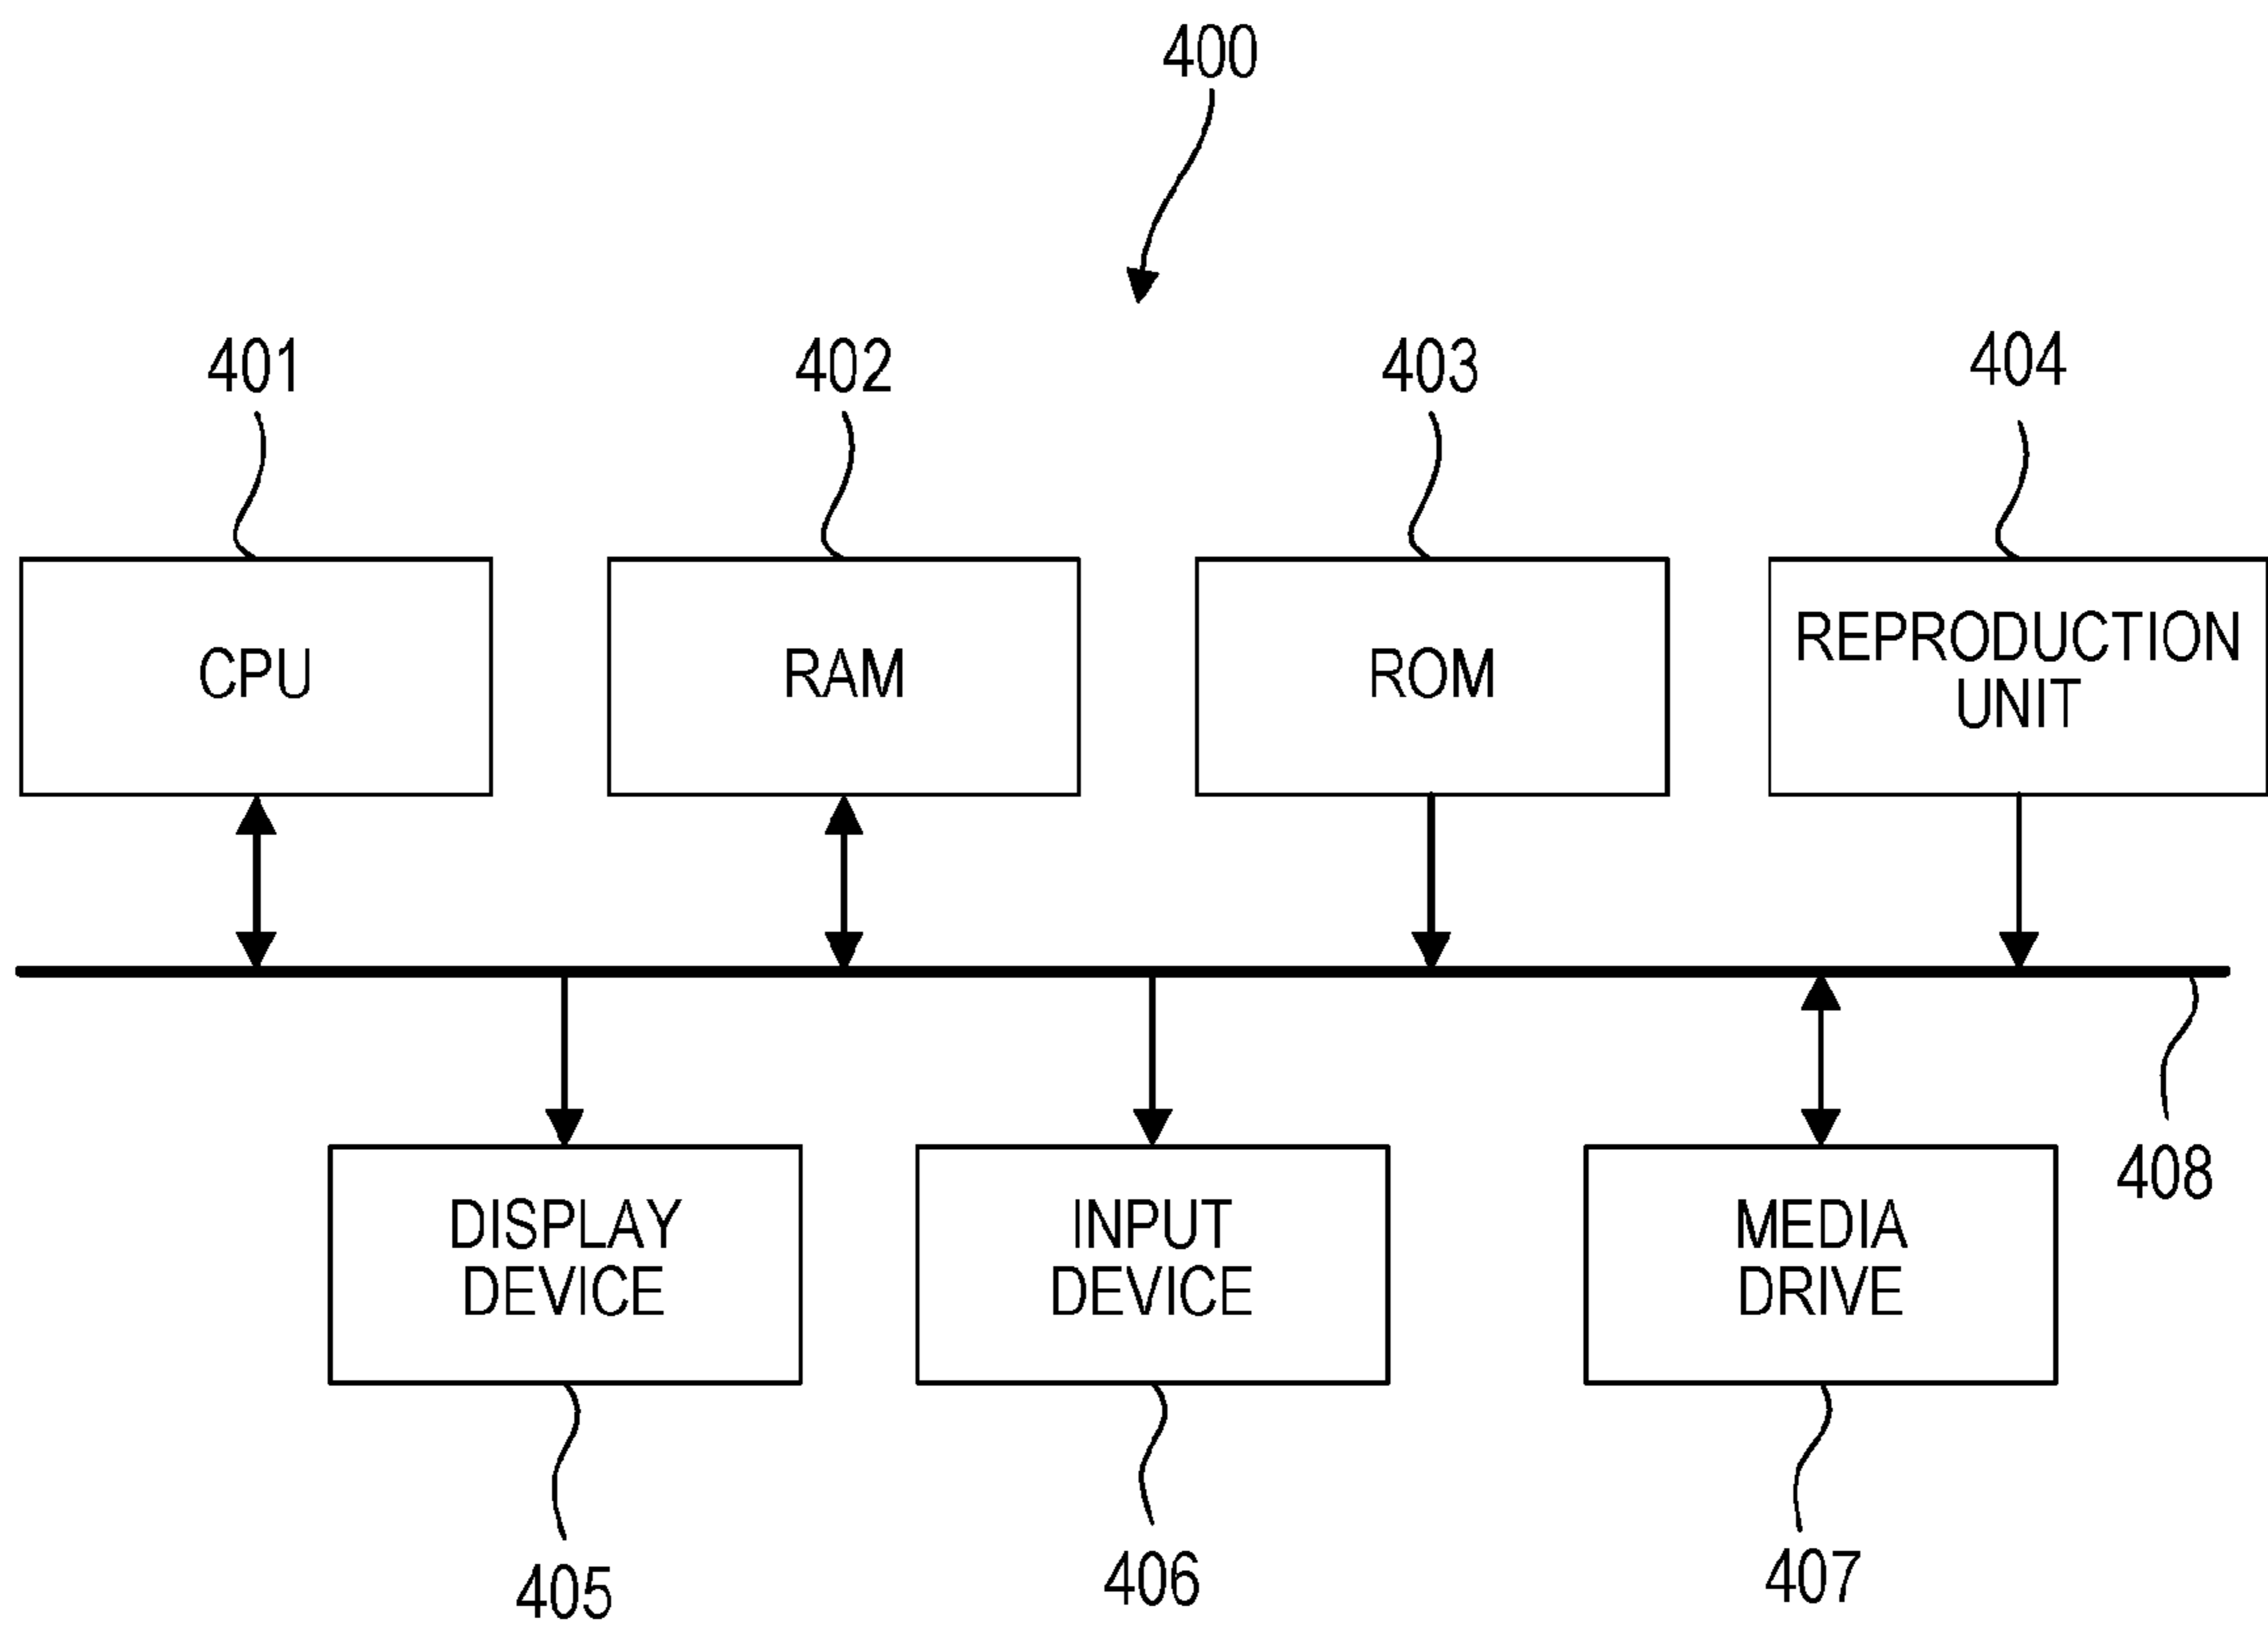 400
401
402
403
404
CPU
RAM
ROM
REPRODUCTION
UNIT
408
DISPLAY
DEVICE
INPUT
DEVICE
MEDIA
DRIVE
405
406
407